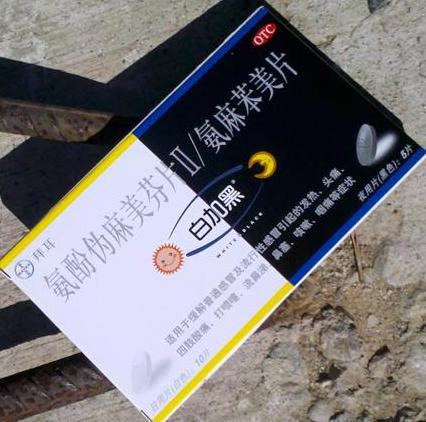 OTC
拜耳
氨酚伪麻美芬片Ⅱ/氨麻苯美片
白加黑®
WHITE BLACK
适用于缓解普通感冒及流行性感冒引起的发热、头痛、
四肢酸痛、打喷嚏、流鼻涕、鼻塞、咳嗽、咽痛等症状
日用片(白色): 10片
夜用片(黑色): 5片